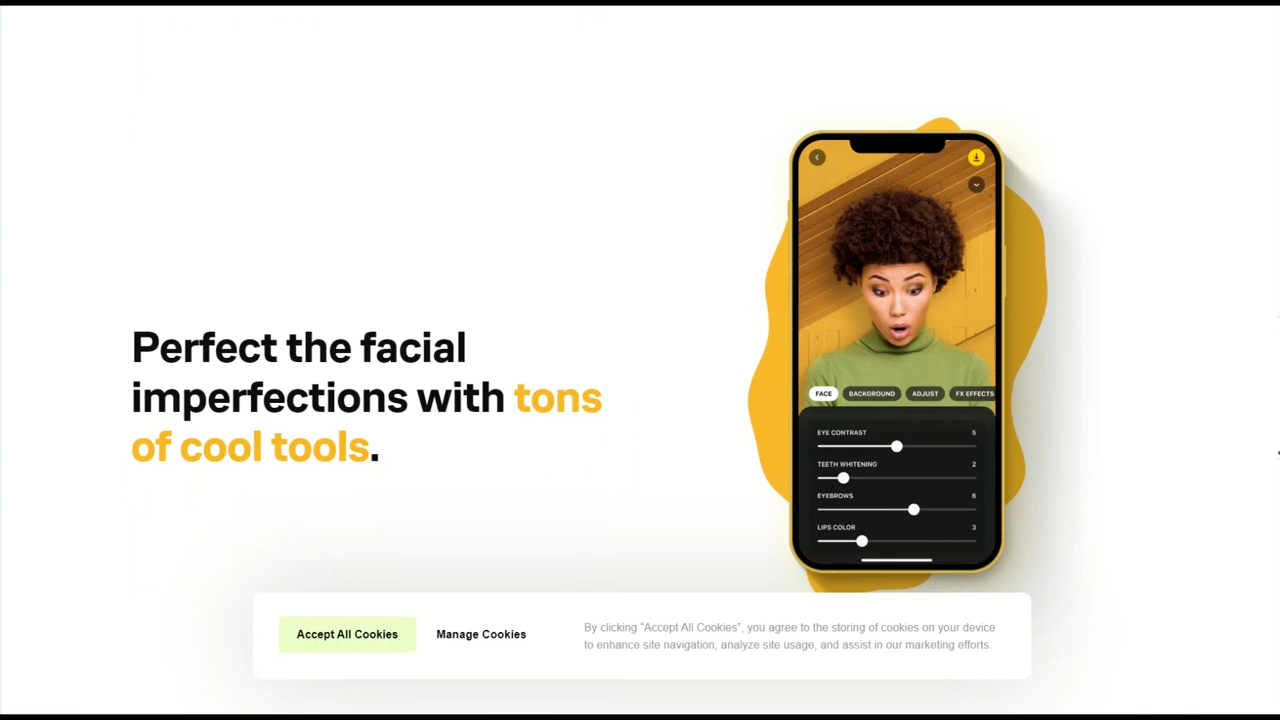 Perfect the facial
imperfections with tons
of cool tools.
FACE
BACKGROUND
ADJUST
FX EFFECTS
EYE CONTRAST 5
TEETH WHITENING 2
EYEBROWS 6
LIPS COLOR 3
Accept All Cookies
Manage Cookies
By clicking “Accept All Cookies”, you agree to the storing of cookies on your device
to enhance site navigation, analyze site usage, and assist in our marketing efforts.